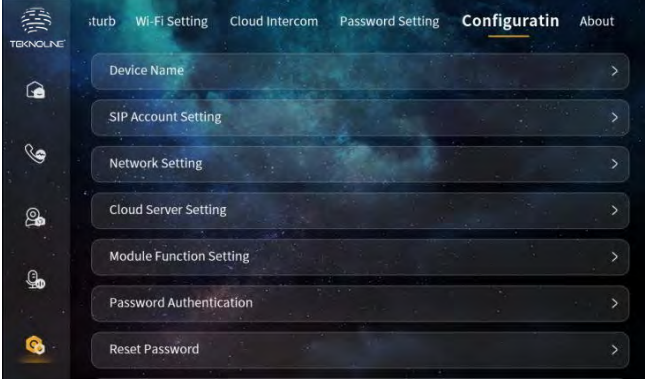 :turb Wi-Fi Setting Cloud Intercom Password Setting Configuratin About
TEKNOLINE
Device Name
SIP Account Setting
Network Setting
Cloud Server Setting
Module Function Setting
Password Authentication
Reset Password